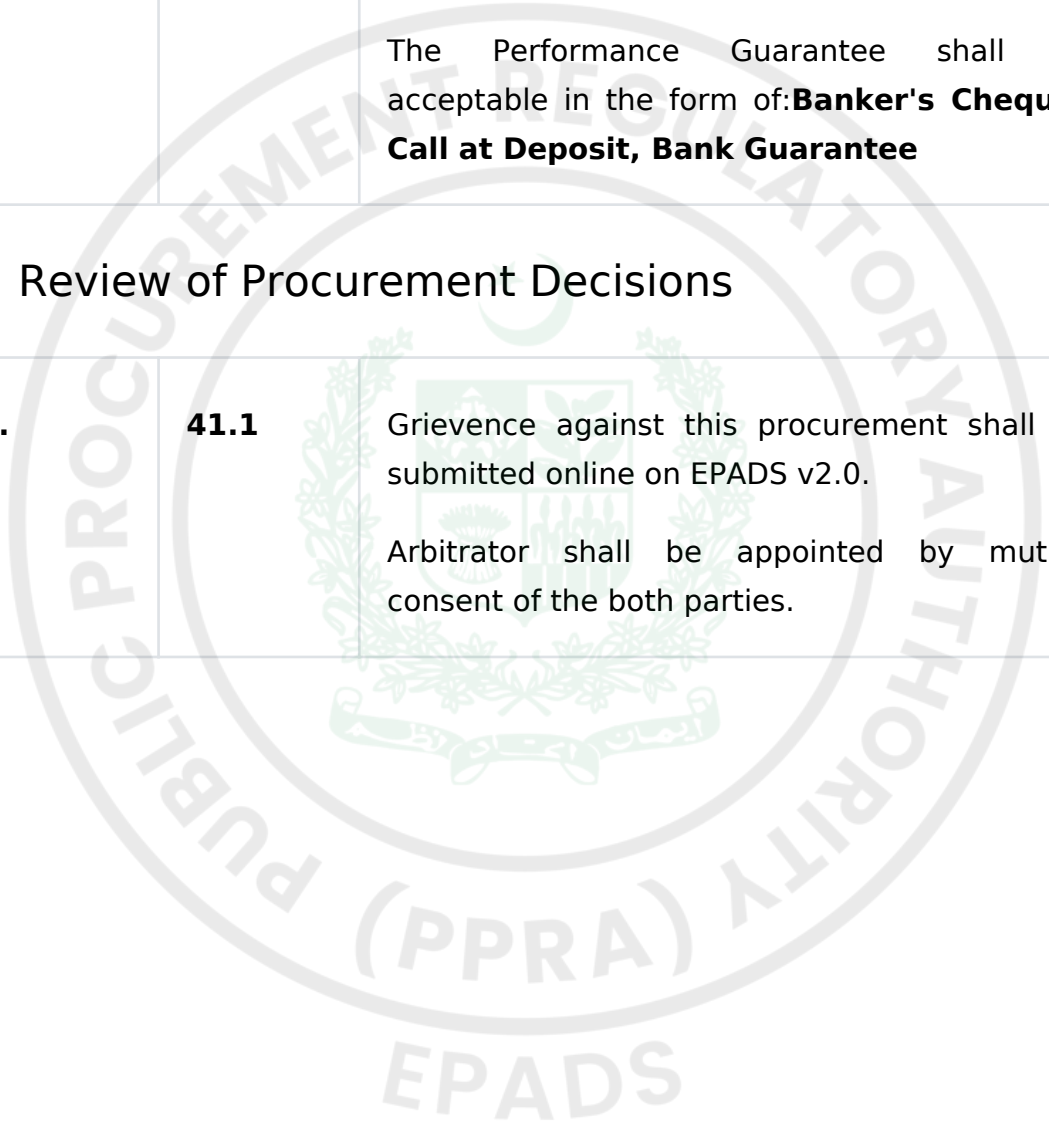 The Performance Guarantee shall
acceptable in the form of:Banker's Chequ
Call at Deposit, Bank Guarantee
Review of Procurement Decisions
.
41.1
Grievence against this procurement shall
submitted online on EPADS v2.0.
Arbitrator shall be appointed by mut
consent of the both parties.
PUBLIC PROCUREMENT REGULATORY AUTHORITY
(PPRA)
EPADS